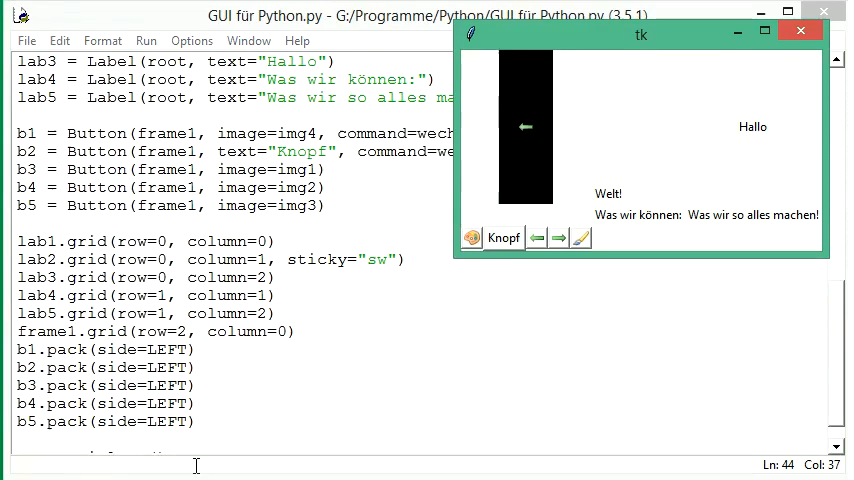 GUI für Python.py - G:/Programme/Python/GUI für Python.py (3.5.1)
File Edit Format Run Options Window Help
lab3 = Label(root, text="Hallo")
lab4 = Label(root, text="Was wir können:")
lab5 = Label(root, text="Was wir so alles ma
b1 = Button(frame1, image=img4, command=wech
b2 = Button(frame1, text="Knopf", command=we
b3 = Button(frame1, image=img1)
b4 = Button(frame1, image=img2)
b5 = Button(frame1, image=img3)
lab1.grid(row=0, column=0)
lab2.grid(row=0, column=1, sticky="sw")
lab3.grid(row=0, column=2)
lab4.grid(row=1, column=1)
lab5.grid(row=1, column=2)
frame1.grid(row=2, column=0)
b1.pack(side=LEFT)
b2.pack(side=LEFT)
b3.pack(side=LEFT)
b4.pack(side=LEFT)
b5.pack(side=LEFT)
Ln: 44 Col: 37
tk
Hallo
Welt!
Was wir können: Was wir so alles machen!
Knopf